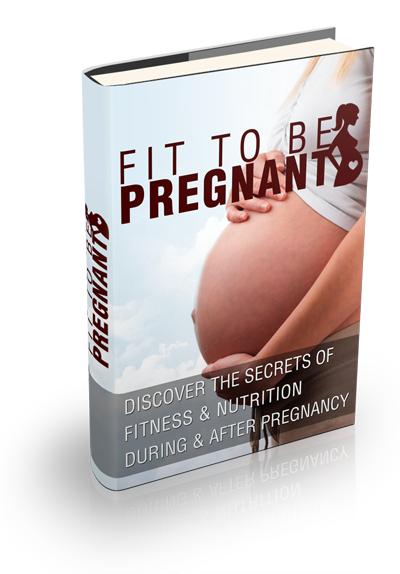 FIT TO BE
PREGNANT
FIT TO BE
PREGNANT
DISCOVER THE SECRETS OF
FITNESS & NUTRITION
DURING & AFTER PREGNANCY